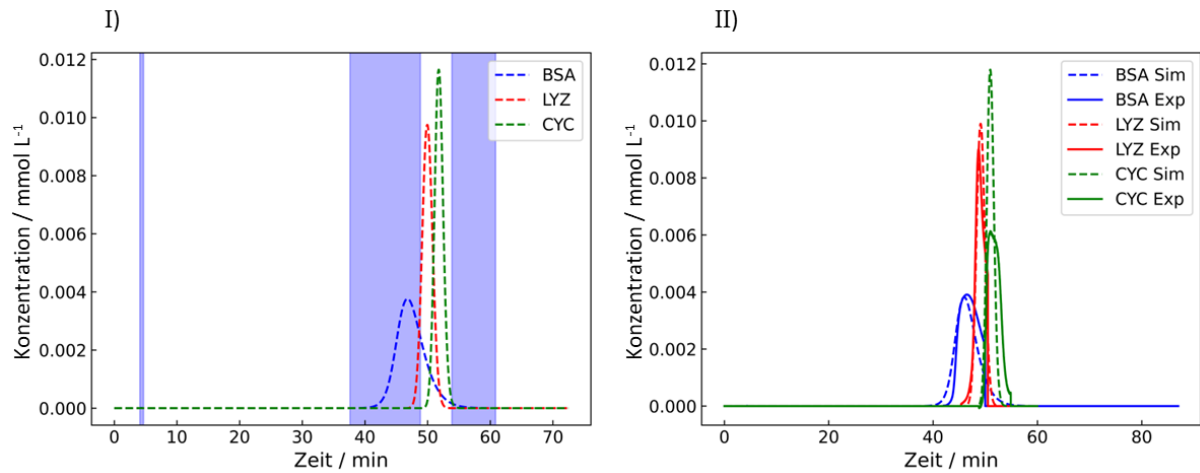 I)
Konzentration / mmol L⁻¹
0.012
0.010
0.008
0.006
0.004
0.002
0.000
0 10 20 30 40 50 60 70
Zeit / min
BSA
LYZ
CYC
II)
Konzentration / mmol L⁻¹
0.012
0.010
0.008
0.006
0.004
0.002
0.000
0 20 40 60 80
Zeit / min
BSA Sim
BSA Exp
LYZ Sim
LYZ Exp
CYC Sim
CYC Exp